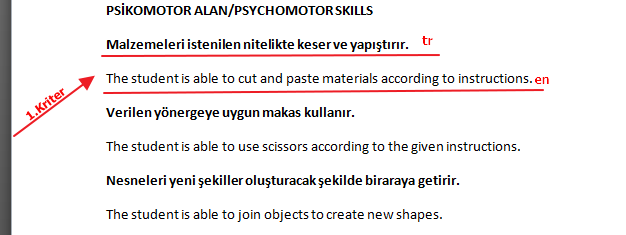 PSİKOMOTOR ALAN/PSYCHOMOTOR SKILLS
Malzemeleri istenilen nitelikte keser ve yapıştırır. tr
The student is able to cut and paste materials according to instructions. en
1.Kriter
Verilen yönergeye uygun makas kullanır.
The student is able to use scissors according to the given instructions.
Nesneleri yeni şekiller oluşturacak şekilde biraraya getirir.
The student is able to join objects to create new shapes.